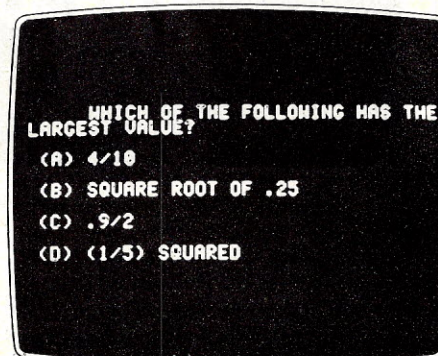 WHICH OF THE FOLLOWING HAS THE
LARGEST VALUE?
(A) 4/10
(B) SQUARE ROOT OF .25
(C) .9/2
(D) (1/5) SQUARED